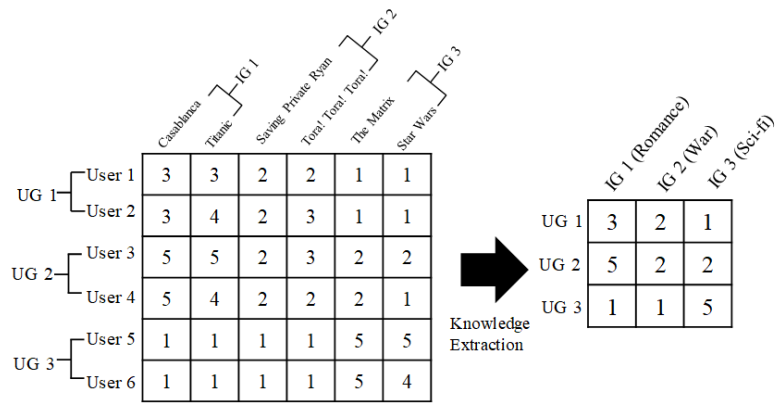 IG 1
IG 2
IG 3
Casablanca
Titanic
Saving Private Ryan
Tora! Tora! Tora!
The Matrix
Star Wars
UG 1
User 1 3 3 2 2 1 1
User 2 3 4 2 3 1 1
UG 2
User 3 5 5 2 3 2 2
User 4 5 4 2 2 2 1
UG 3
User 5 1 1 1 1 5 5
User 6 1 1 1 1 5 4
Knowledge
Extraction
IG 1 (Romance)
IG 2 (War)
IG 3 (Sci-fi)
UG 1 3 2 1
UG 2 5 2 2
UG 3 1 1 5